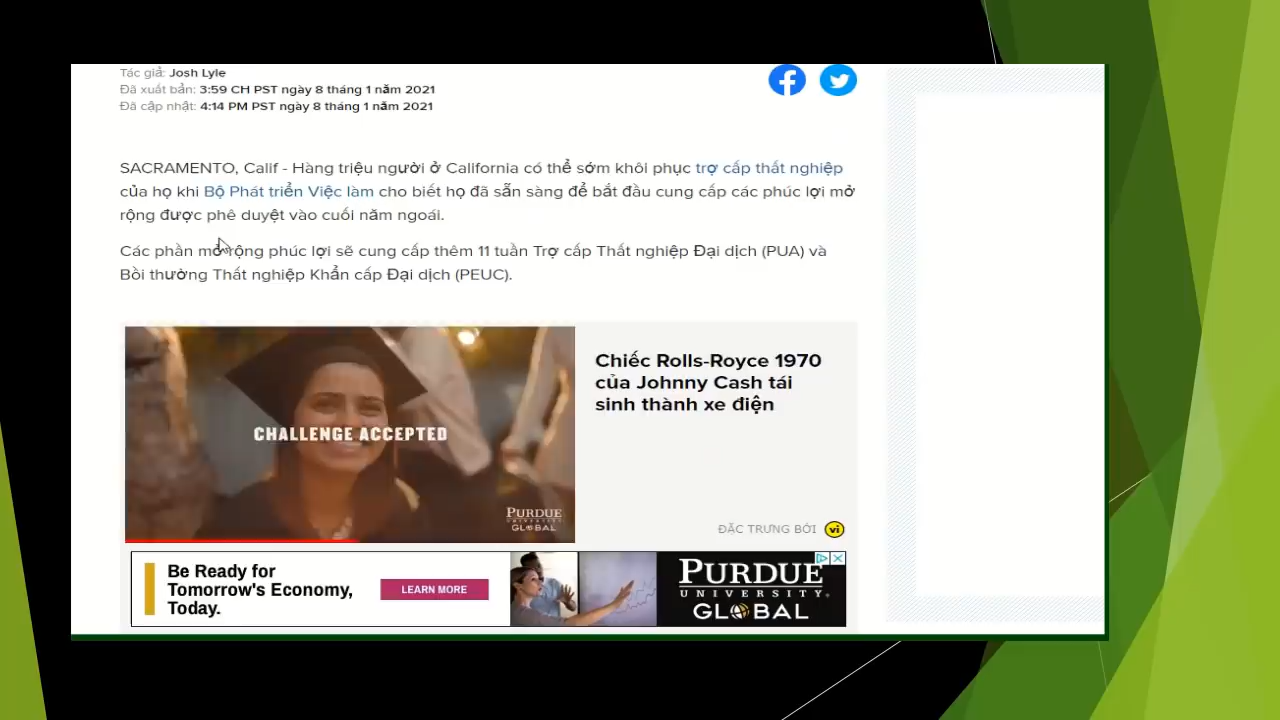 Tác giả: Josh Lyle
Đã xuất bản: 3:59 CH PST ngày 8 tháng 1 năm 2021
Đã cập nhật: 4:14 PM PST ngày 8 tháng 1 năm 2021
SACRAMENTO, Calif - Hàng triệu người ở California có thể sớm khôi phục trợ cấp thất nghiệp
của họ khi Bộ Phát triển Việc làm cho biết họ đã sẵn sàng để bắt đầu cung cấp các phúc lợi mở
rộng được phê duyệt vào cuối năm ngoái.
Các phần mở rộng phúc lợi sẽ cung cấp thêm 11 tuần Trợ cấp Thất nghiệp Đại dịch (PUA) và
Bồi thường Thất nghiệp Khẩn cấp Đại dịch (PEUC).
CHALLENGE ACCEPTED
PURDUE
UNIVERSITY
GLOBAL
Chiếc Rolls-Royce 1970
của Johnny Cash tái
sinh thành xe điện
ĐẶC TRƯNG BỞI vi
Be Ready for
Tomorrow's Economy,
Today.
LEARN MORE
PURDUE
UNIVERSITY®
GLOBAL